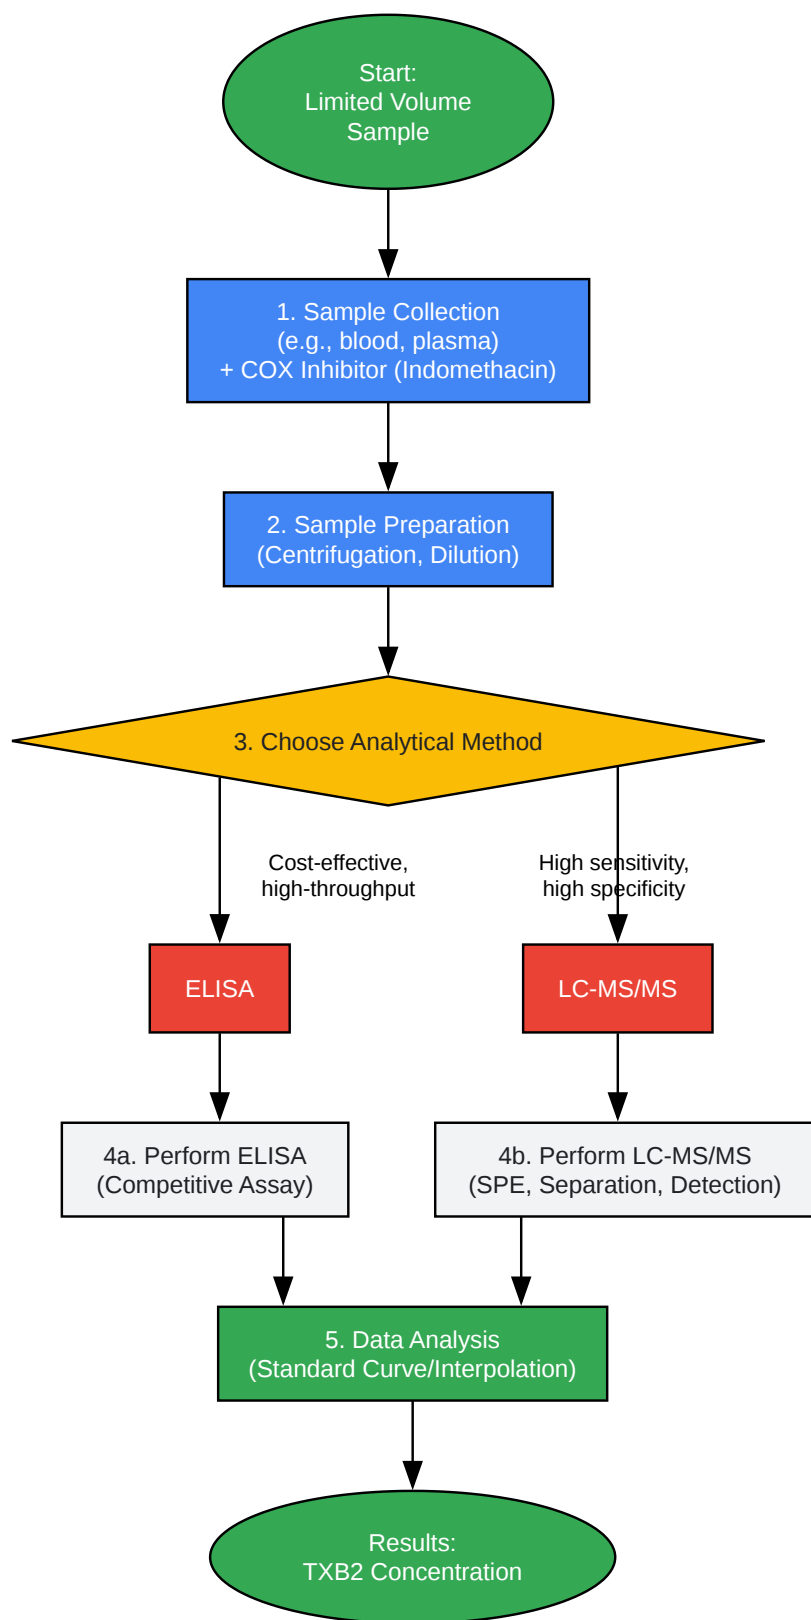 Start:
Limited Volume
Sample
1. Sample Collection
(e.g., blood, plasma)
+ COX Inhibitor (Indomethacin)
2. Sample Preparation
(Centrifugation, Dilution)
3. Choose Analytical Method
Cost-effective,
high-throughput
High sensitivity,
high specificity
ELISA
LC-MS/MS
4a. Perform ELISA
(Competitive Assay)
4b. Perform LC-MS/MS
(SPE, Separation, Detection)
5. Data Analysis
(Standard Curve/Interpolation)
Results:
TXB2 Concentration